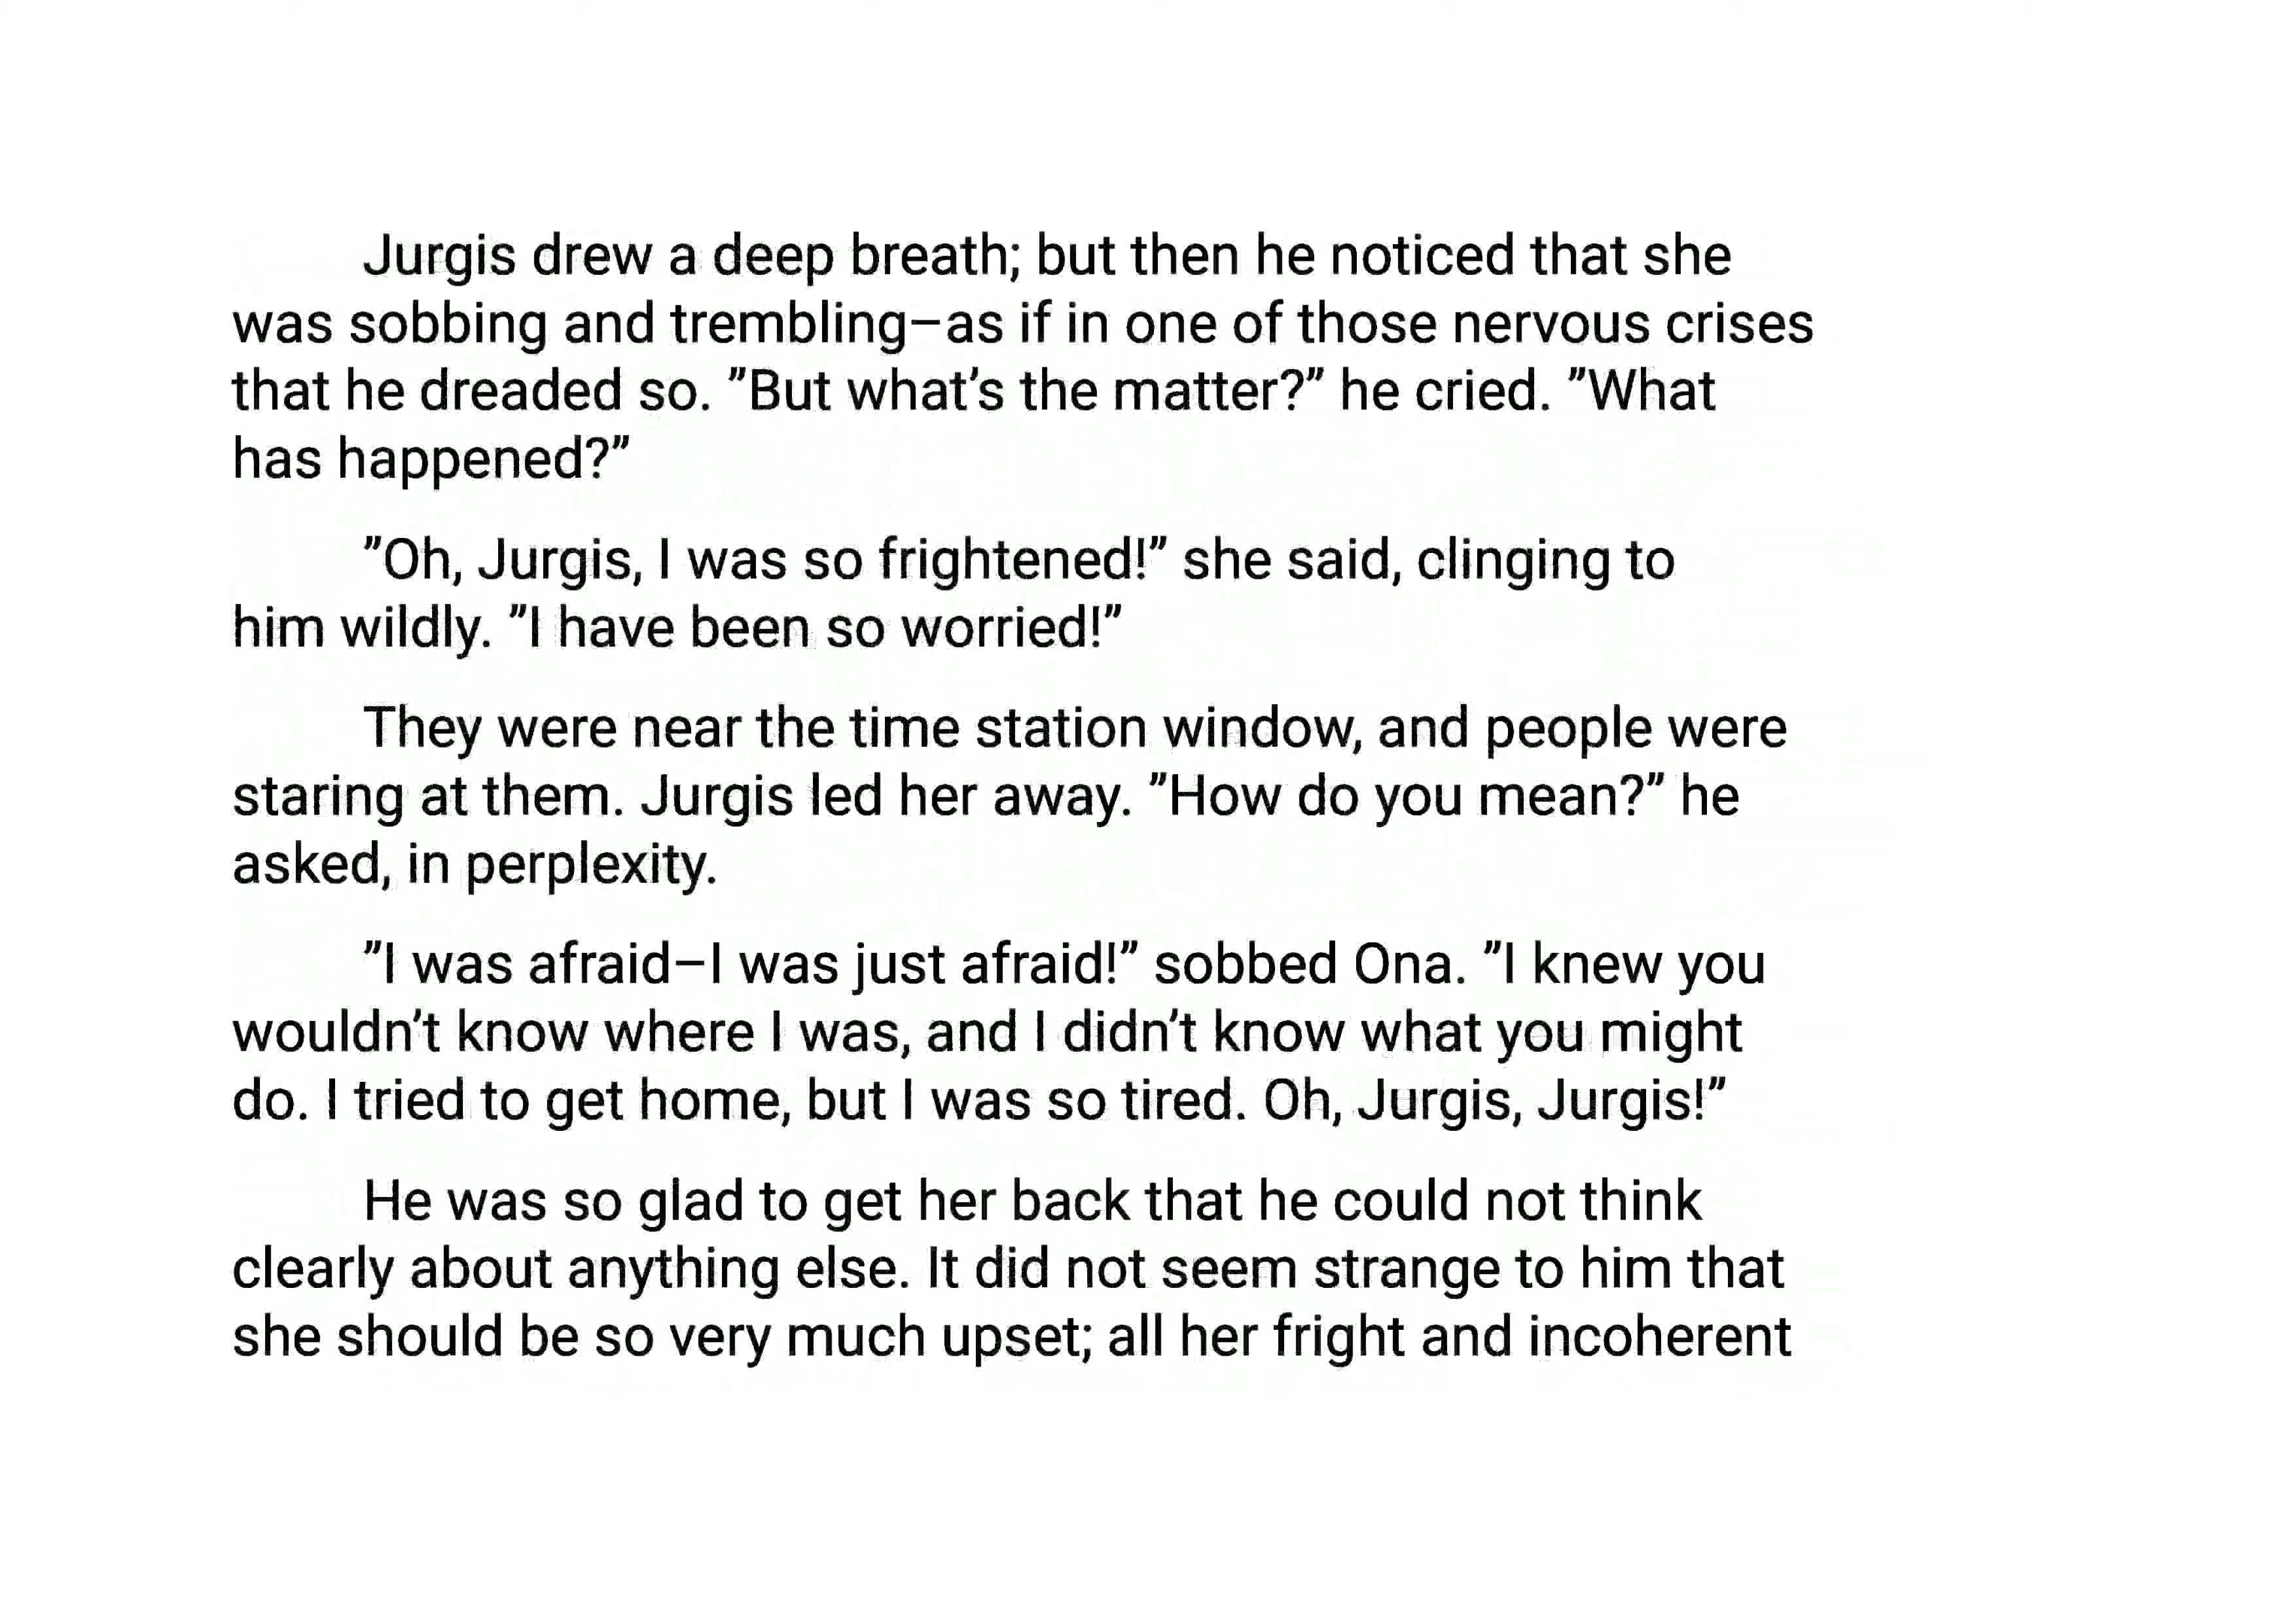 Jurgis drew a deep breath; but then he noticed that she
was sobbing and trembling–as if in one of those nervous crises
that he dreaded so. ”But what’s the matter?” he cried. ”What
has happened?”
”Oh, Jurgis, I was so frightened!” she said, clinging to
him wildly. ”I have been so worried!”
They were near the time station window, and people were
staring at them. Jurgis led her away. ”How do you mean?” he
asked, in perplexity.
”I was afraid–I was just afraid!” sobbed Ona. ”I knew you
wouldn’t know where I was, and I didn’t know what you might
do. I tried to get home, but I was so tired. Oh, Jurgis, Jurgis!”
He was so glad to get her back that he could not think
clearly about anything else. It did not seem strange to him that
she should be so very much upset; all her fright and incoherent